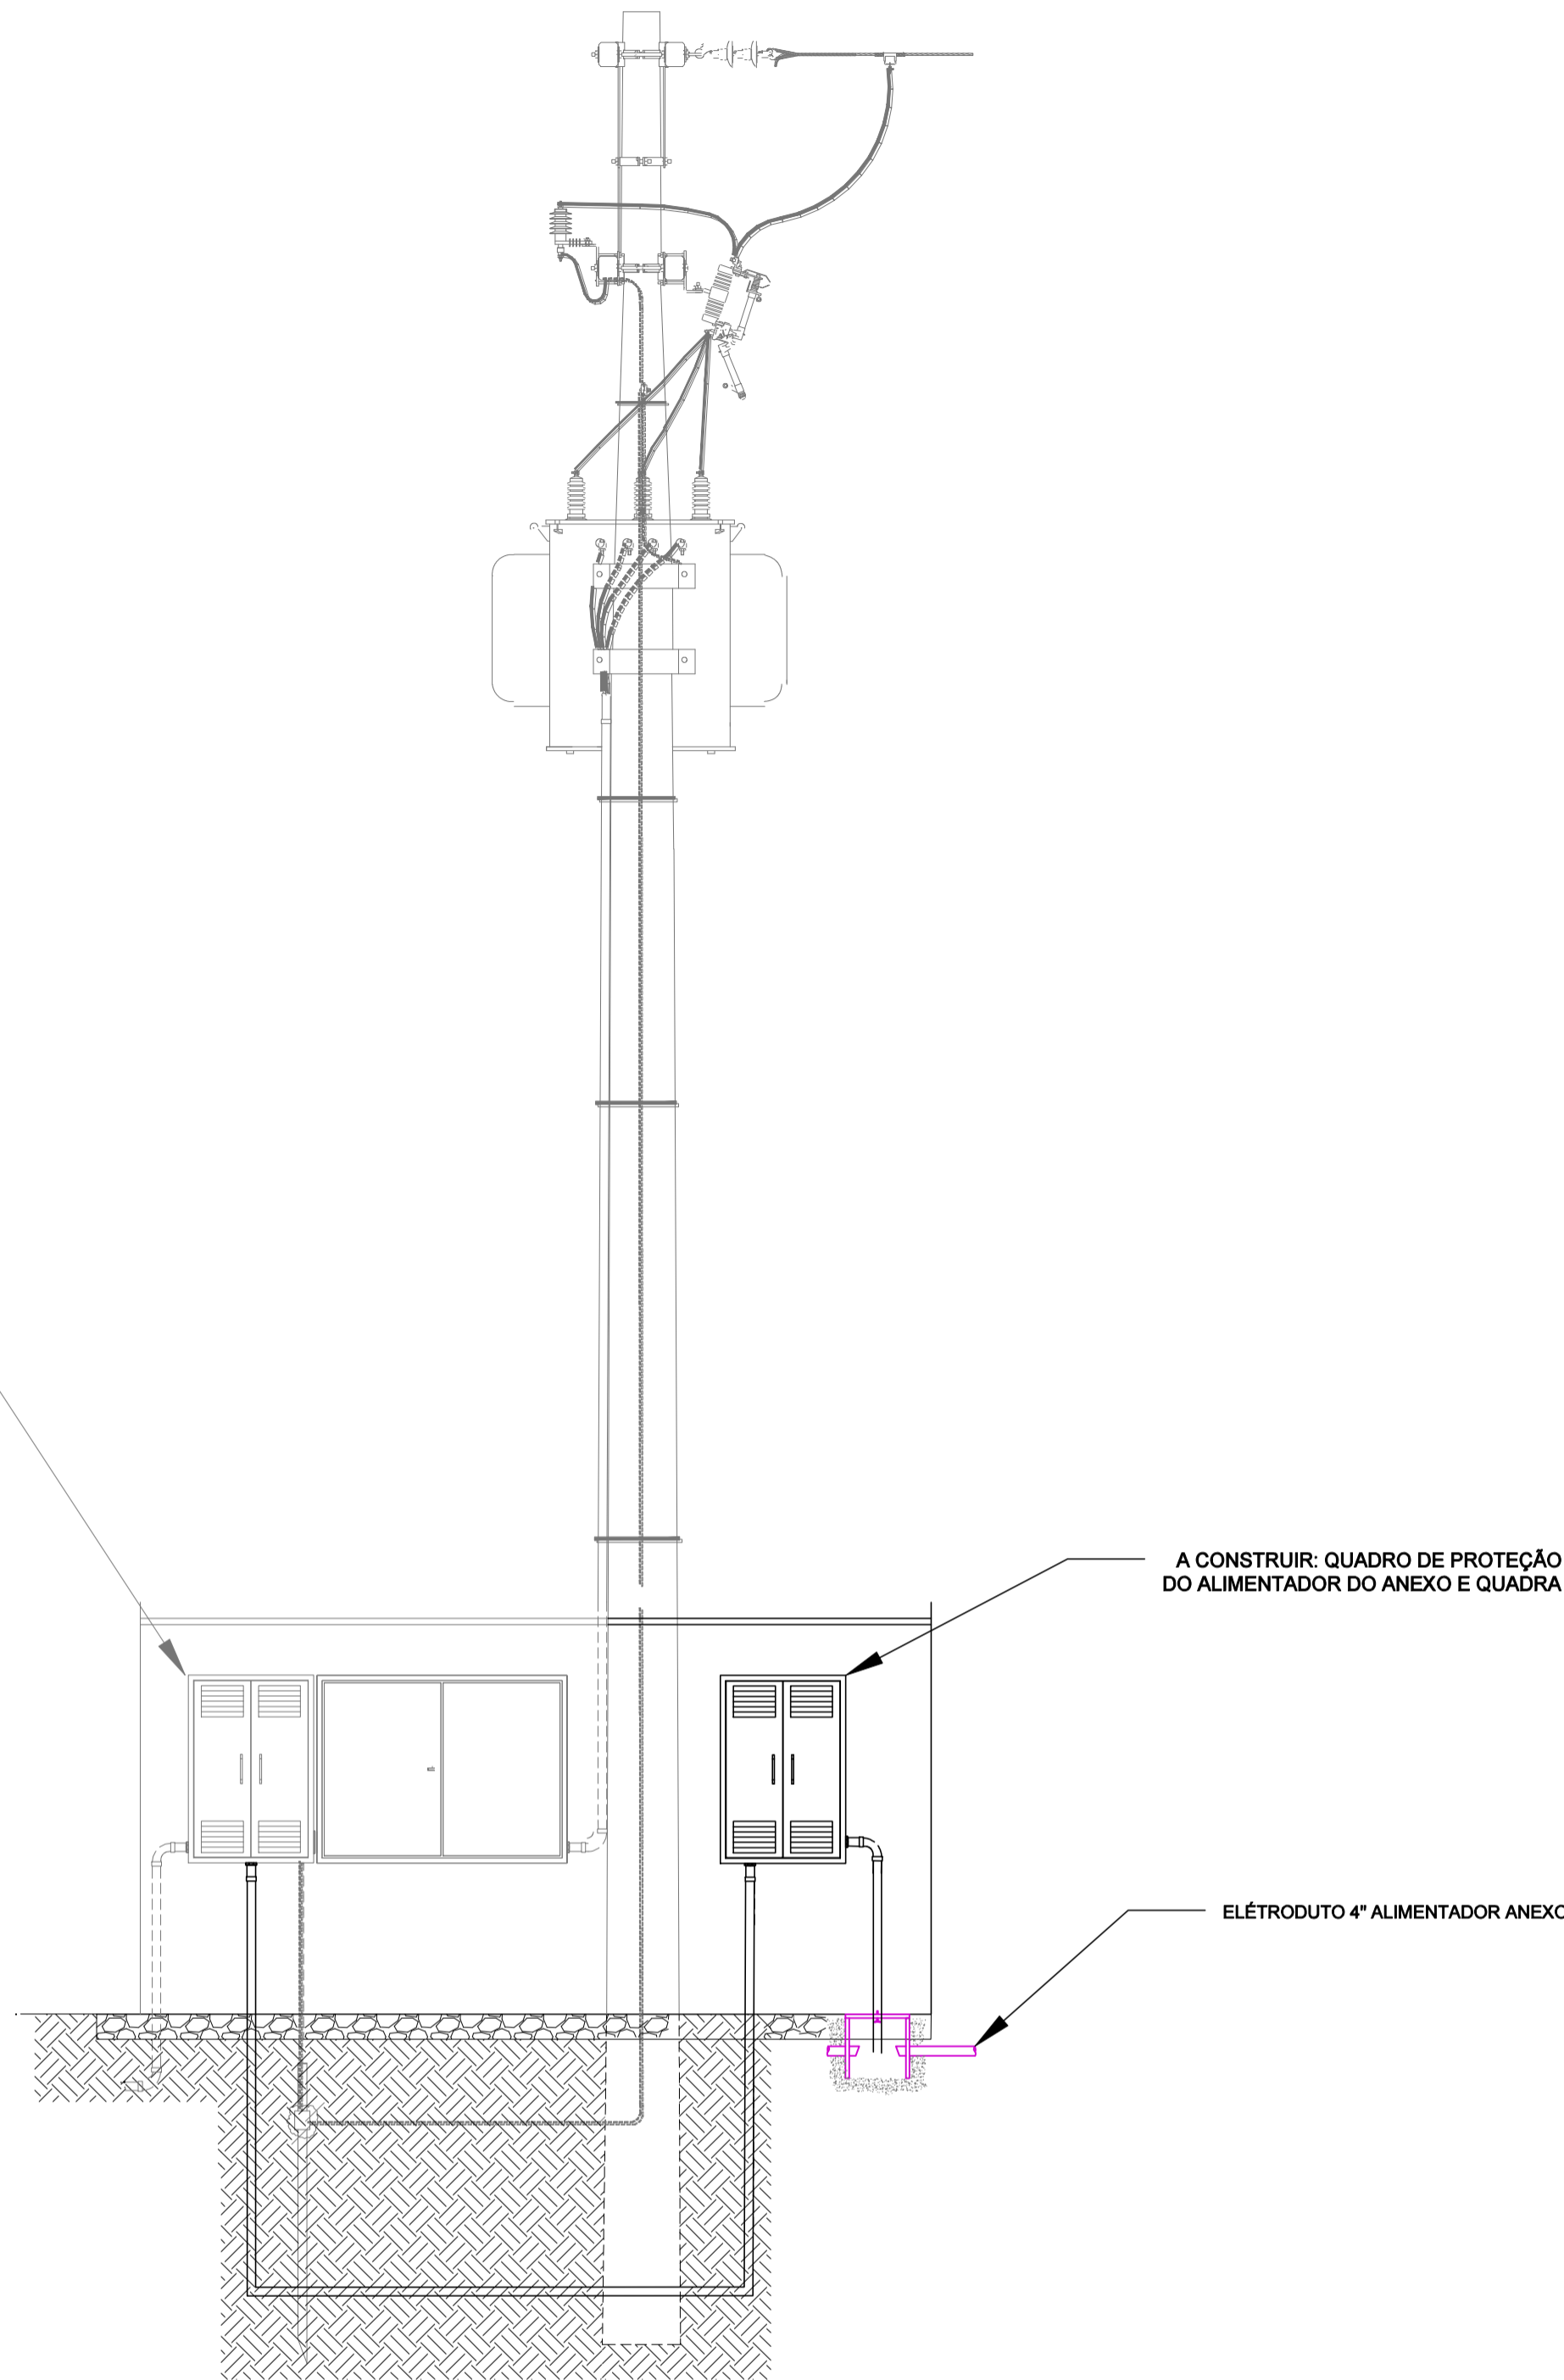 A CONSTRUIR: QUADRO DE PROTEÇÃO
DO ALIMENTADOR DO ANEXO E QUADRA
ELÉTRODUTO 4" ALIMENTADOR ANEXO